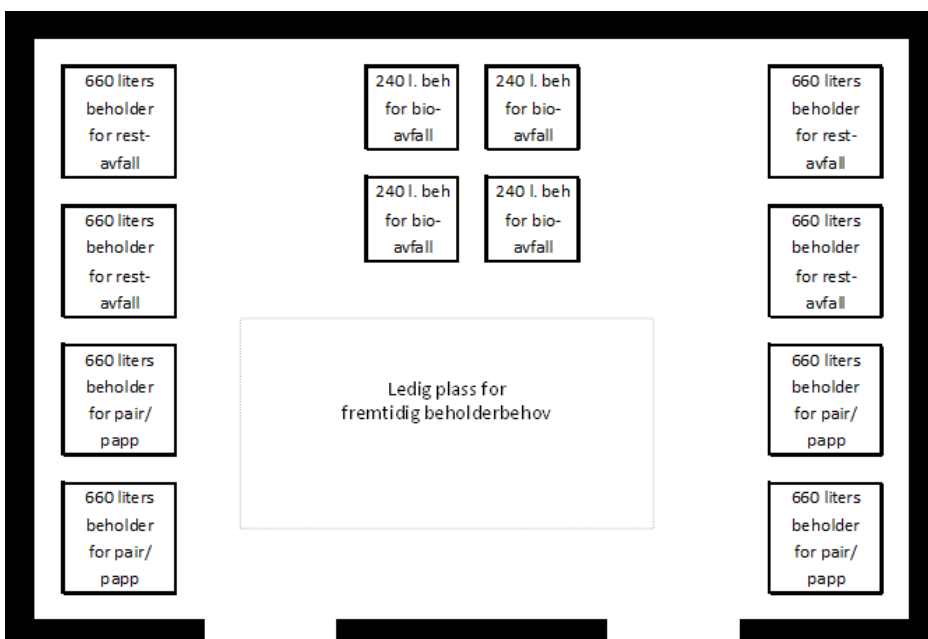 660 liters
beholder
for rest-
avfall
240 l. beh
for bio-
avfall
240 l. beh
for bio-
avfall
660 liters
beholder
for rest-
avfall
240 l. beh
for bio-
avfall
240 l. beh
for bio-
avfall
660 liters
beholder
for rest-
avfall
660 liters
beholder
for rest-
avfall
660 liters
beholder
for pair/
papp
Ledig plass for
fremtidig beholderbehov
660 liters
beholder
for pair/
papp
660 liters
beholder
for pair/
papp
660 liters
beholder
for pair/
papp